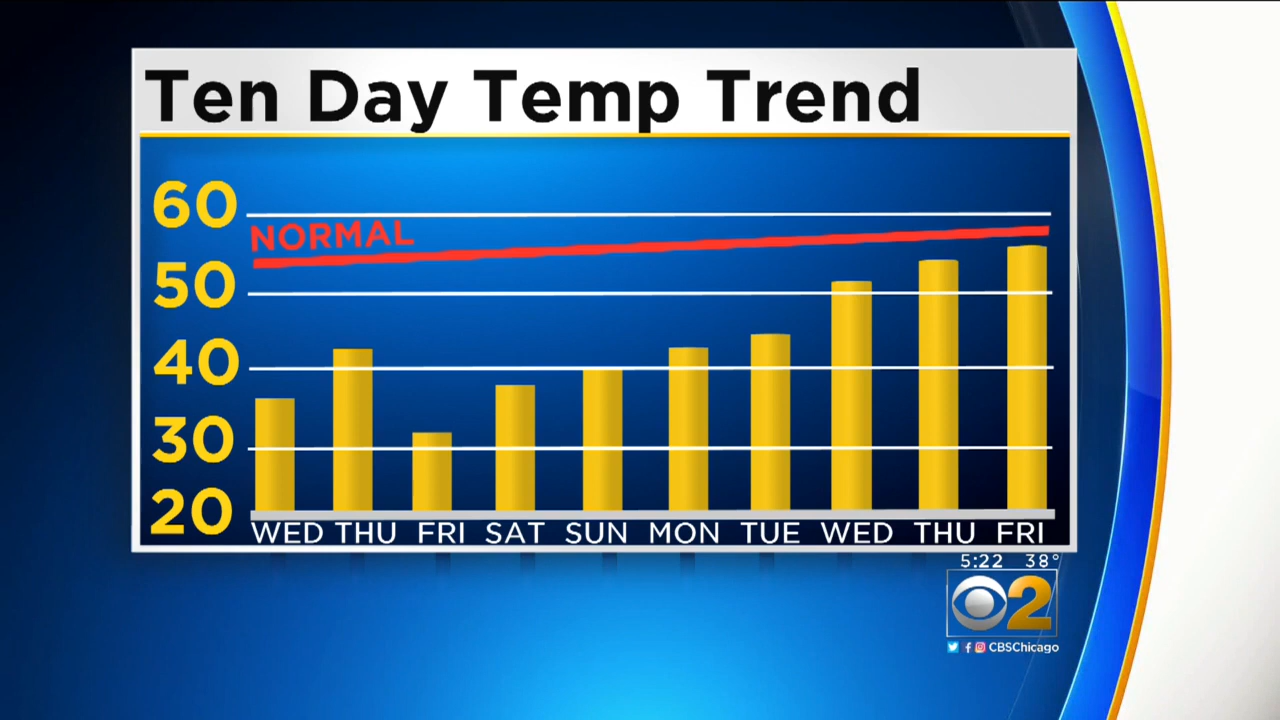 Ten Day Temp Trend
60
NORMAL
50
40
30
20
WED THU FRI SAT SUN MON TUE WED THU FRI
5:22 38°
2
CBSChicago